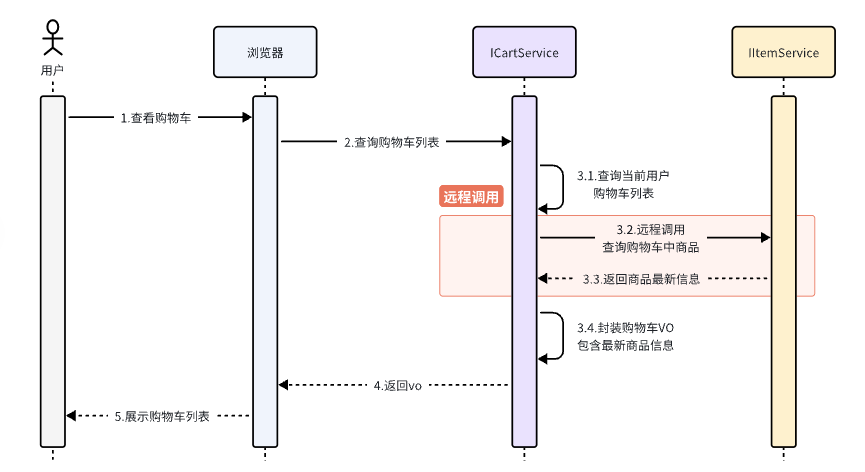 用户
浏览器
ICartService
IItemService
1.查看购物车
2.查询购物车列表
3.1.查询当前用户
购物车列表
远程调用
3.2.远程调用
查询购物车中商品
3.3.返回商品最新信息
3.4.封装购物车VO
包含最新商品信息
4.返回vo
5.展示购物车列表